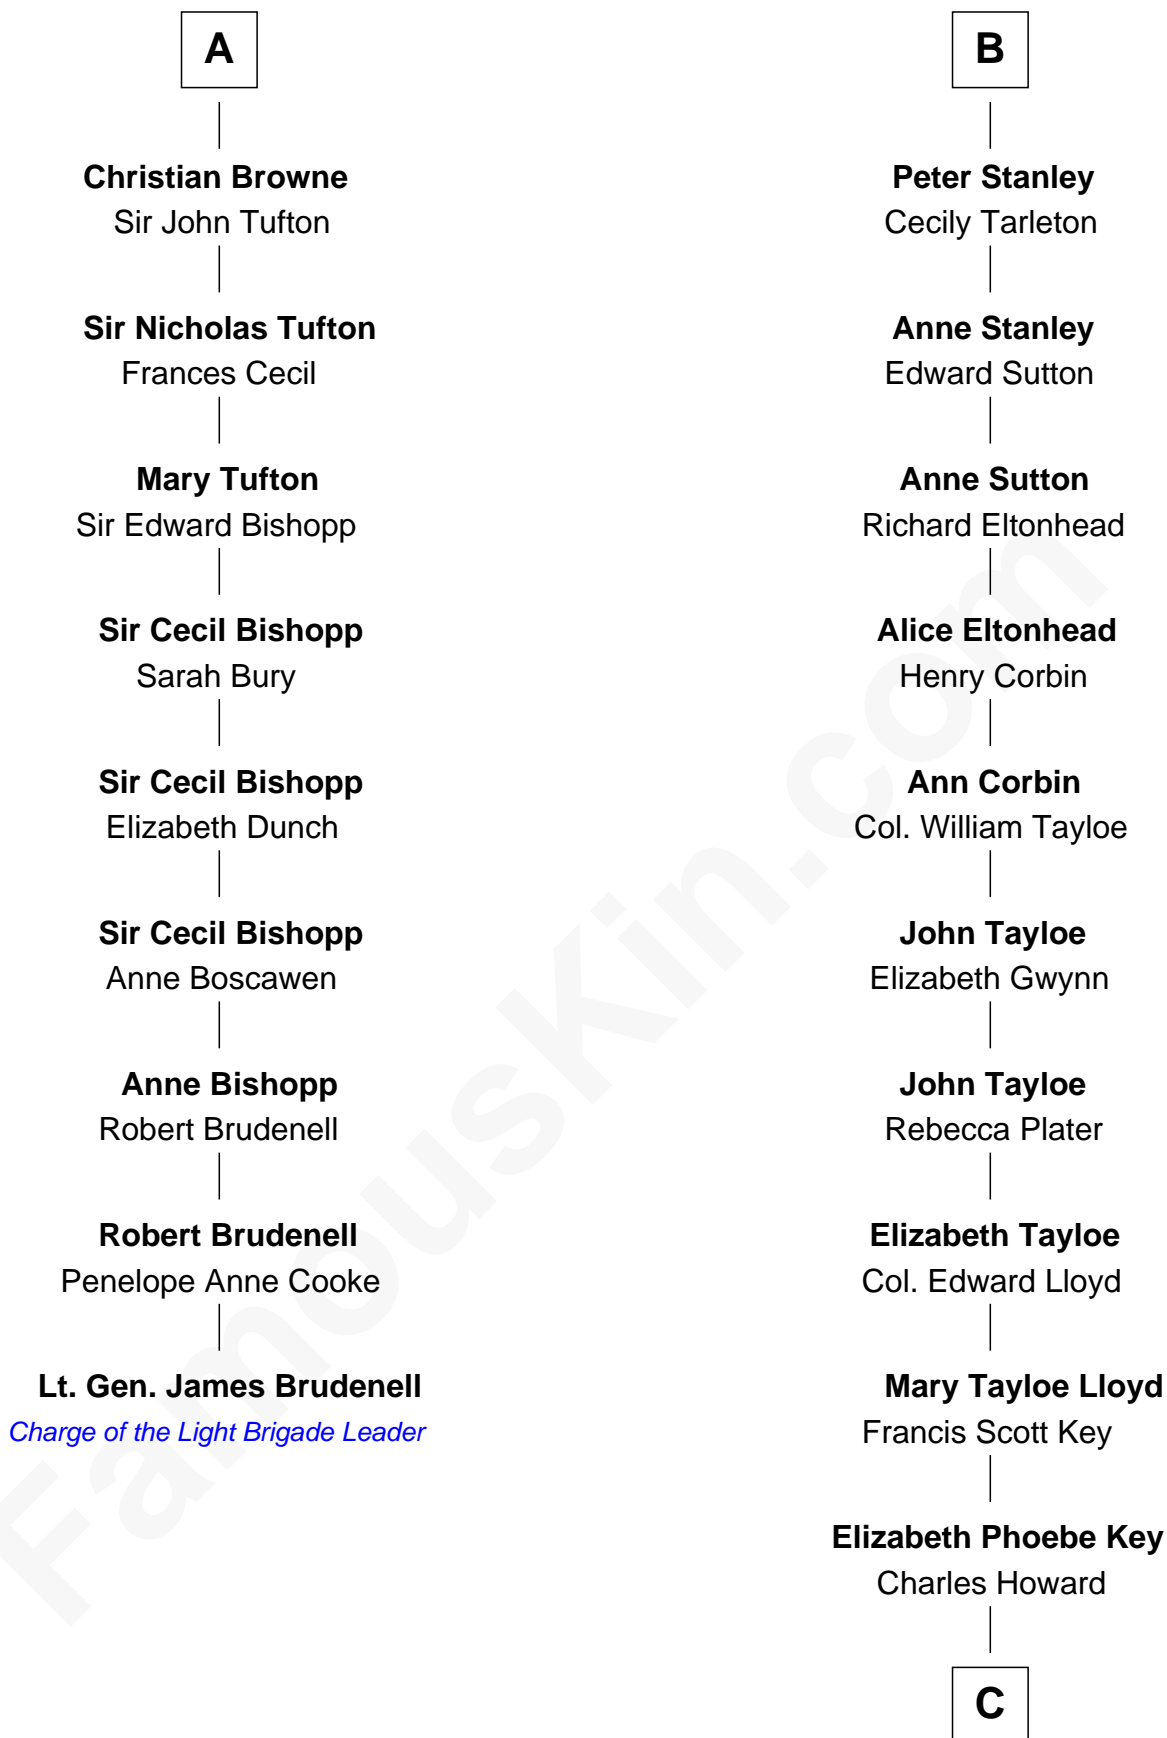 A
Christian Browne
Sir John Tufton
Sir Nicholas Tufton
Frances Cecil
Mary Tufton
Sir Edward Bishopp
Sir Cecil Bishopp
Sarah Bury
Sir Cecil Bishopp
Elizabeth Dunch
Sir Cecil Bishopp
Anne Boscawen
Anne Bishopp
Robert Brudenell
Robert Brudenell
Penelope Anne Cooke
Lt. Gen. James Brudenell
Charge of the Light Brigade Leader
B
Peter Stanley
Cecily Tarleton
Anne Stanley
Edward Sutton
Anne Sutton
Richard Eltonhead
Alice Eltonhead
Henry Corbin
Ann Corbin
Col. William Tayloe
John Tayloe
Elizabeth Gwynn
John Tayloe
Rebecca Plater
Elizabeth Tayloe
Col. Edward Lloyd
Mary Tayloe Lloyd
Francis Scott Key
Elizabeth Phoebe Key
Charles Howard
C
FamousKin.com